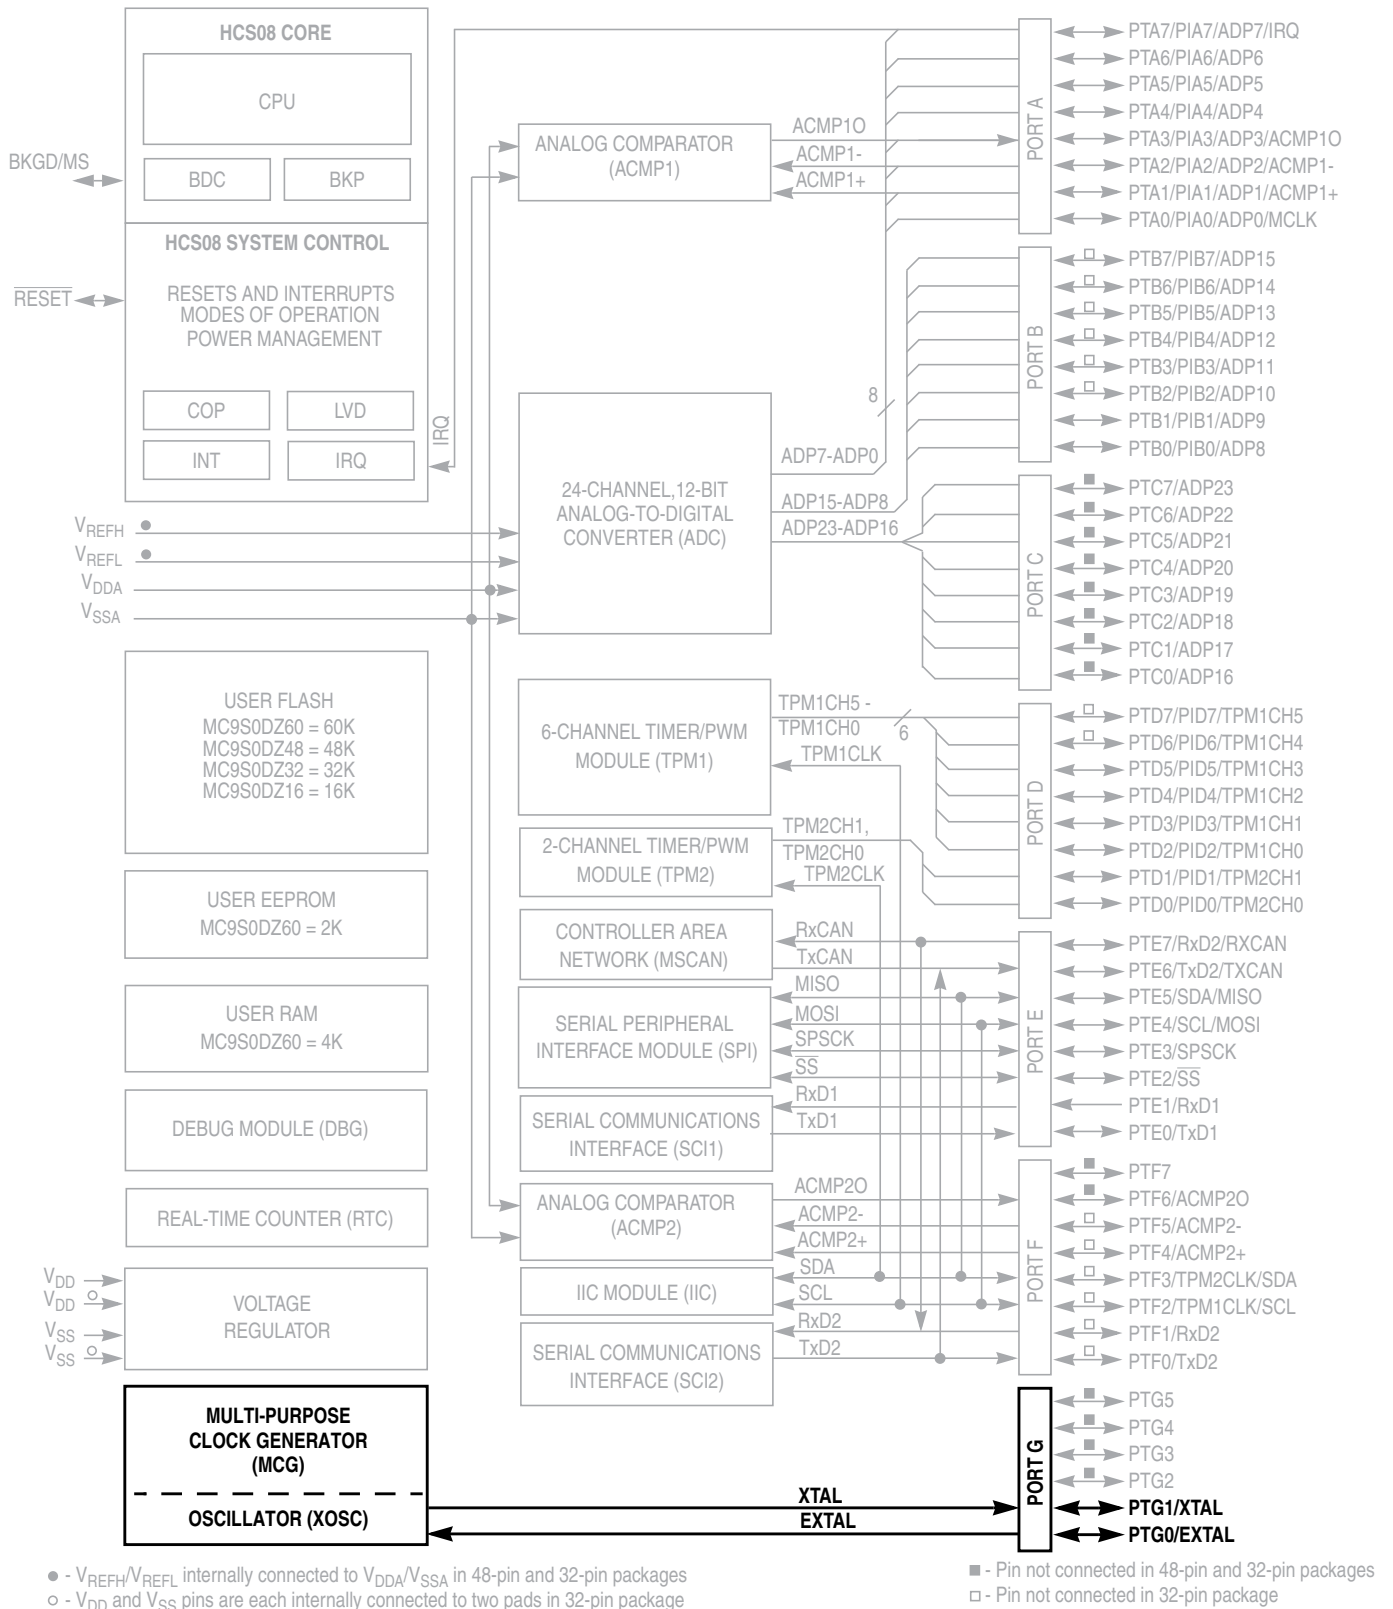 HCS08 CORE
CPU
BDC
BKP
BKGD/MS
HCS08 SYSTEM CONTROL
RESETS AND INTERRUPTS
MODES OF OPERATION
POWER MANAGEMENT
RESET
COP
LVD
INT
IRQ
IRQ
VREFH
VREFL
VDDA
VSSA
USER FLASH
MC9S0DZ60 = 60K
MC9S0DZ48 = 48K
MC9S0DZ32 = 32K
MC9S0DZ16 = 16K
USER EEPROM
MC9S0DZ60 = 2K
USER RAM
MC9S0DZ60 = 4K
DEBUG MODULE (DBG)
REAL-TIME COUNTER (RTC)
VDD
VDD
VSS
VSS
VOLTAGE
REGULATOR
MULTI-PURPOSE
CLOCK GENERATOR
(MCG)
OSCILLATOR (XOSC)
ANALOG COMPARATOR
(ACMP1)
ACMP1O
ACMP1-
ACMP1+
24-CHANNEL,12-BIT
ANALOG-TO-DIGITAL
CONVERTER (ADC)
8
ADP7-ADP0
ADP15-ADP8
ADP23-ADP16
6-CHANNEL TIMER/PWM
MODULE (TPM1)
TPM1CH5 -
TPM1CH0
6
TPM1CLK
2-CHANNEL TIMER/PWM
MODULE (TPM2)
TPM2CH1,
TPM2CH0
TPM2CLK
CONTROLLER AREA
NETWORK (MSCAN)
RxCAN
TxCAN
SERIAL PERIPHERAL
INTERFACE MODULE (SPI)
MISO
MOSI
SPSCK
SS
SERIAL COMMUNICATIONS
INTERFACE (SCI1)
RxD1
TxD1
ANALOG COMPARATOR
(ACMP2)
ACMP2O
ACMP2-
ACMP2+
IIC MODULE (IIC)
SDA
SCL
SERIAL COMMUNICATIONS
INTERFACE (SCI2)
RxD2
TxD2
XTAL
EXTAL
PORT A
PTA7/PIA7/ADP7/IRQ
PTA6/PIA6/ADP6
PTA5/PIA5/ADP5
PTA4/PIA4/ADP4
PTA3/PIA3/ADP3/ACMP1O
PTA2/PIA2/ADP2/ACMP1-
PTA1/PIA1/ADP1/ACMP1+
PTA0/PIA0/ADP0/MCLK
PORT B
PTB7/PIB7/ADP15
PTB6/PIB6/ADP14
PTB5/PIB5/ADP13
PTB4/PIB4/ADP12
PTB3/PIB3/ADP11
PTB2/PIB2/ADP10
PTB1/PIB1/ADP9
PTB0/PIB0/ADP8
PORT C
PTC7/ADP23
PTC6/ADP22
PTC5/ADP21
PTC4/ADP20
PTC3/ADP19
PTC2/ADP18
PTC1/ADP17
PTC0/ADP16
PORT D
PTD7/PID7/TPM1CH5
PTD6/PID6/TPM1CH4
PTD5/PID5/TPM1CH3
PTD4/PID4/TPM1CH2
PTD3/PID3/TPM1CH1
PTD2/PID2/TPM1CH0
PTD1/PID1/TPM2CH1
PTD0/PID0/TPM2CH0
PORT E
PTE7/RxD2/RXCAN
PTE6/TxD2/TXCAN
PTE5/SDA/MISO
PTE4/SCL/MOSI
PTE3/SPSCK
PTE2/SS
PTE1/RxD1
PTE0/TxD1
PORT F
PTF7
PTF6/ACMP2O
PTF5/ACMP2-
PTF4/ACMP2+
PTF3/TPM2CLK/SDA
PTF2/TPM1CLK/SCL
PTF1/RxD2
PTF0/TxD2
PORT G
PTG5
PTG4
PTG3
PTG2
PTG1/XTAL
PTG0/EXTAL
● - VREFH/VREFL internally connected to VDDA/VSSA in 48-pin and 32-pin packages
○ - VDD and VSS pins are each internally connected to two pads in 32-pin package
■ - Pin not connected in 48-pin and 32-pin packages
□ - Pin not connected in 32-pin package